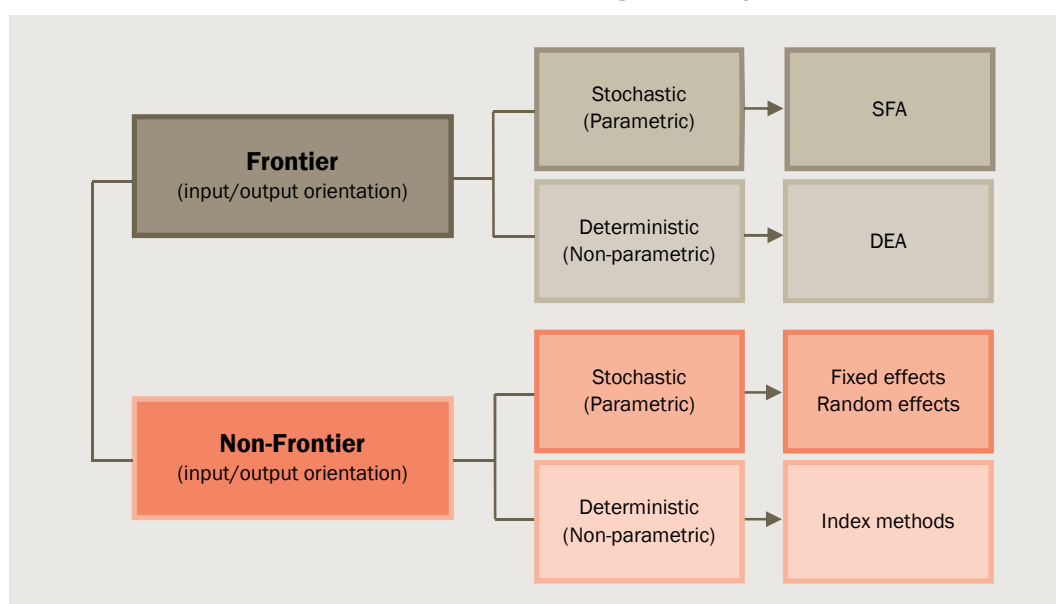 Frontier
(input/output orientation)
Stochastic
(Parametric)
SFA
Deterministic
(Non-parametric)
DEA
Non-Frontier
(input/output orientation)
Stochastic
(Parametric)
Fixed effects
Random effects
Deterministic
(Non-parametric)
Index methods